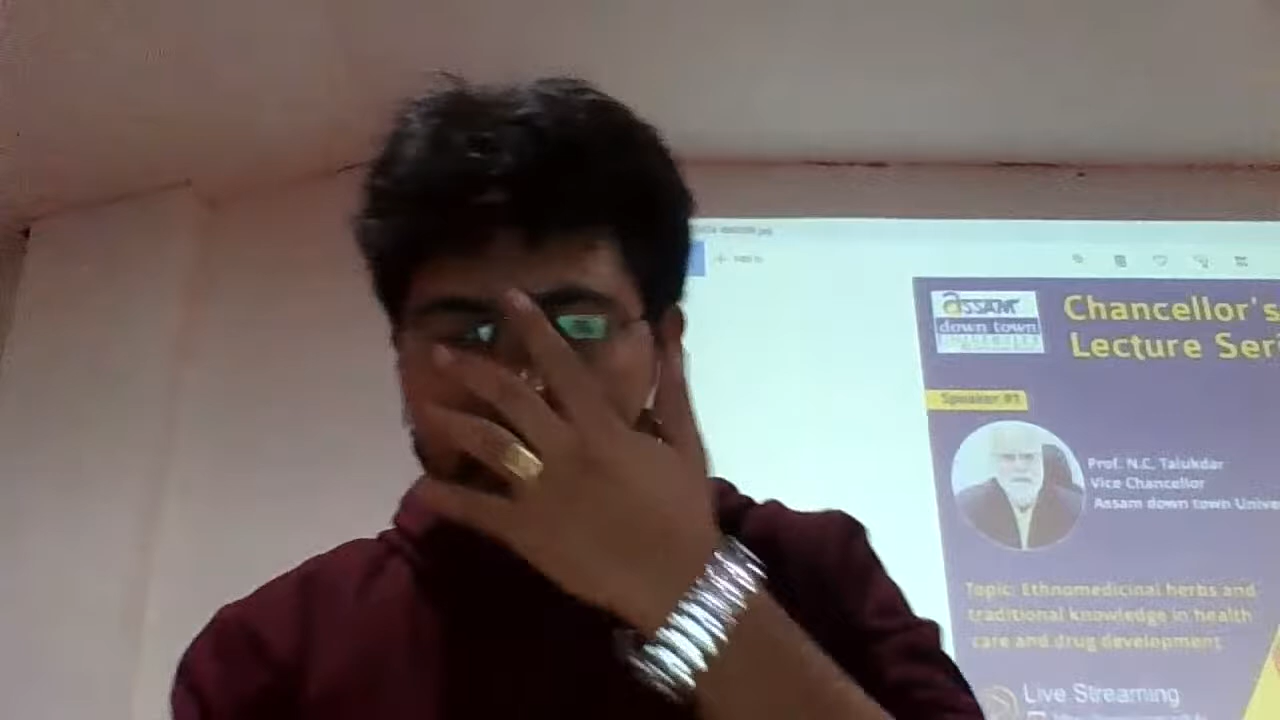 assam
down town
Chancellor's
Lecture Seri
Speaker #1
Prof. N.C. Talukdar
Vice Chancellor
Assam down town Unive
Topic: Ethnomedicinal herbs and
traditional knowledge in health
care and drug development
Live Streaming